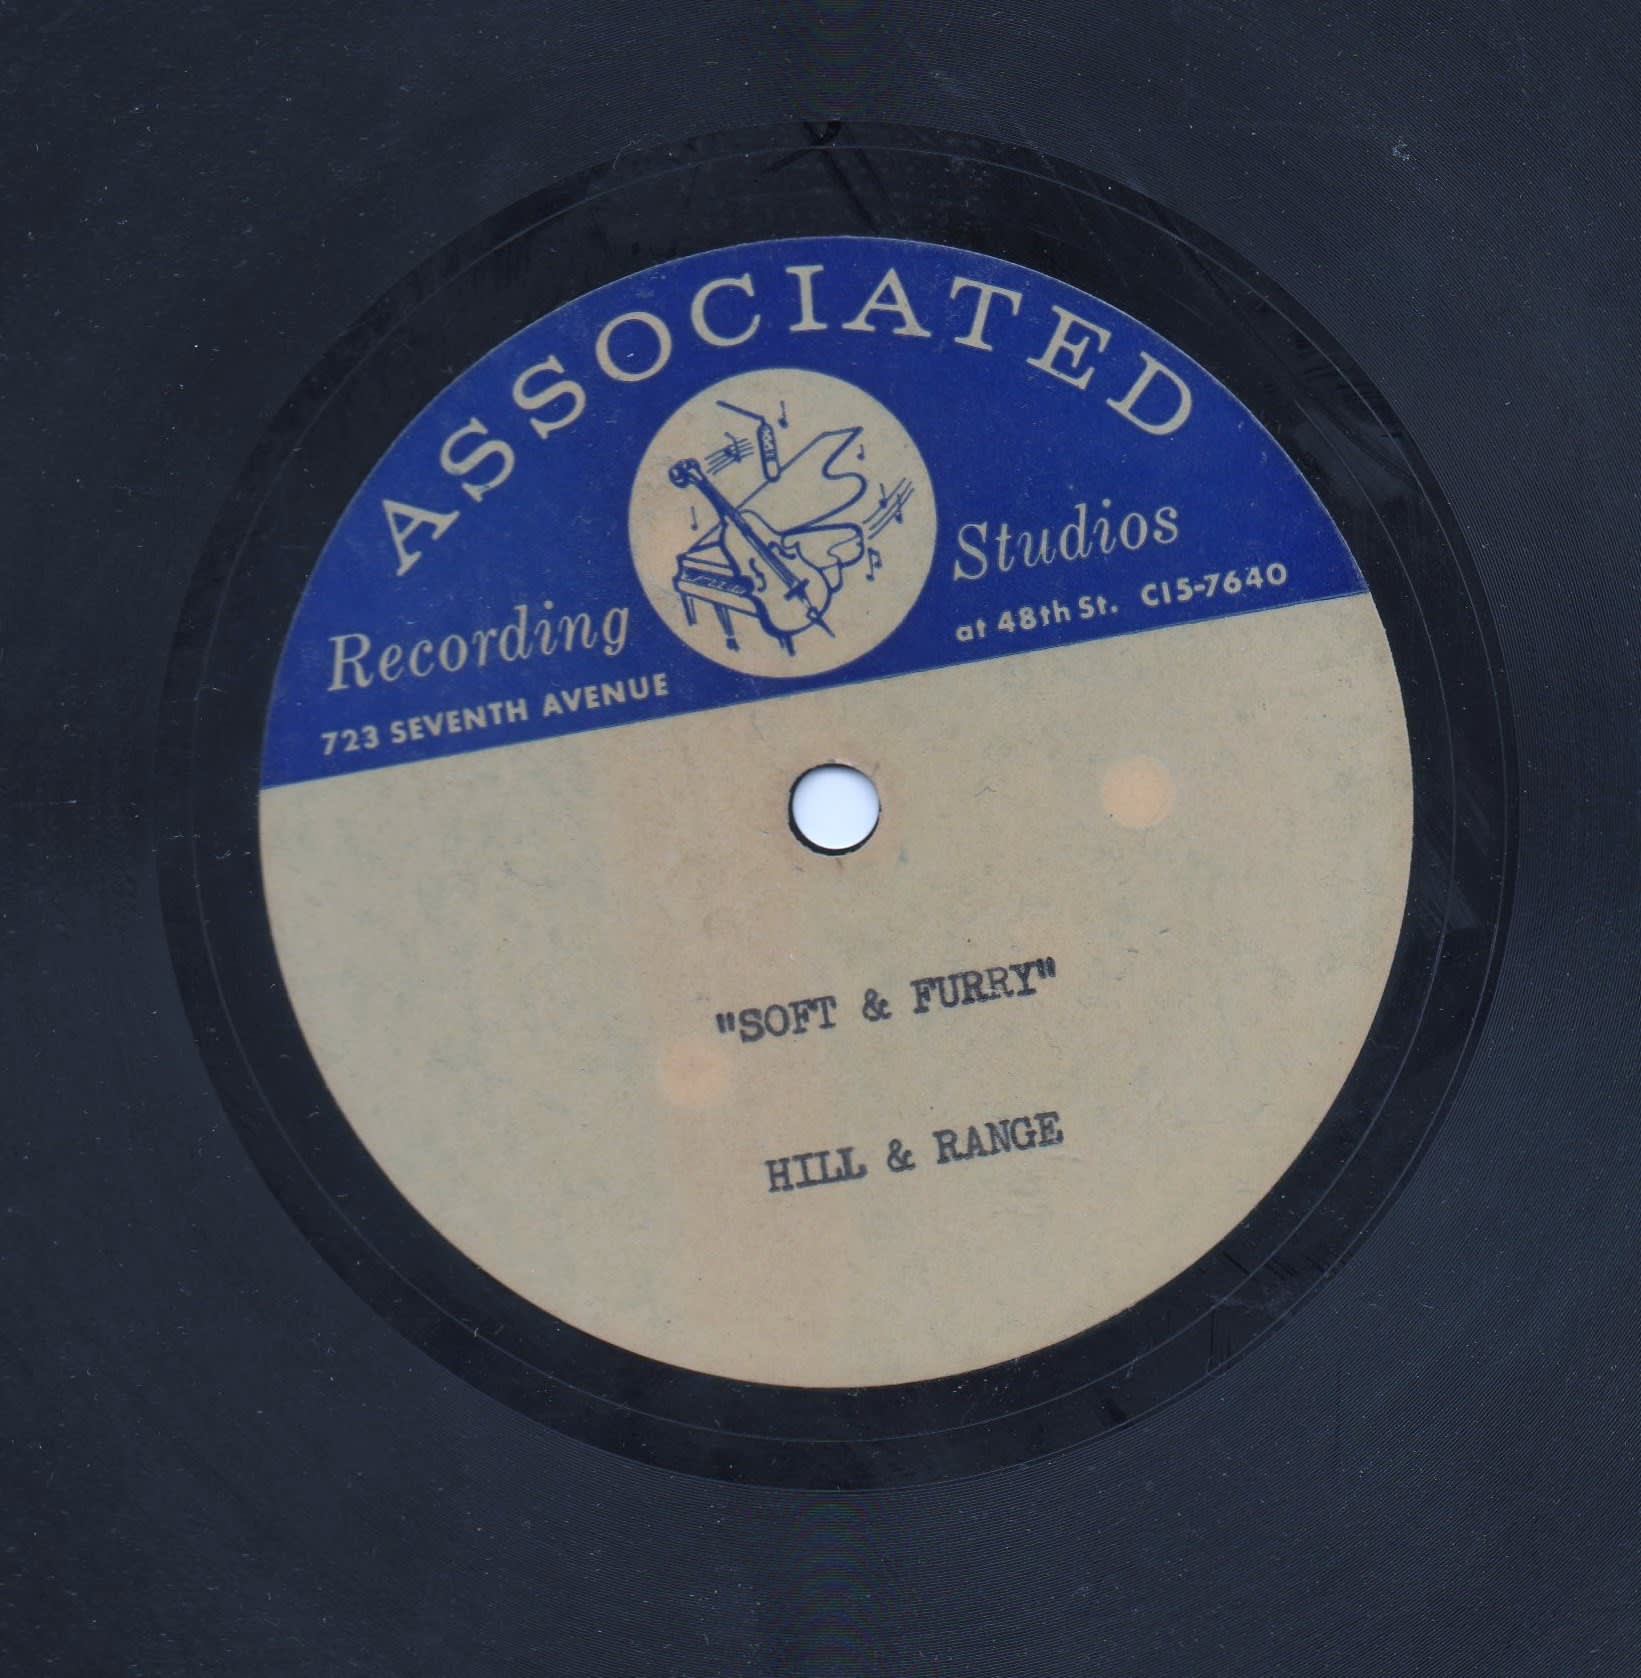 ASSOCIATED
Recording Studios
723 SEVENTH AVENUE at 48th St. CI5-7640
"SOFT & FURRY"
HILL & RANGE